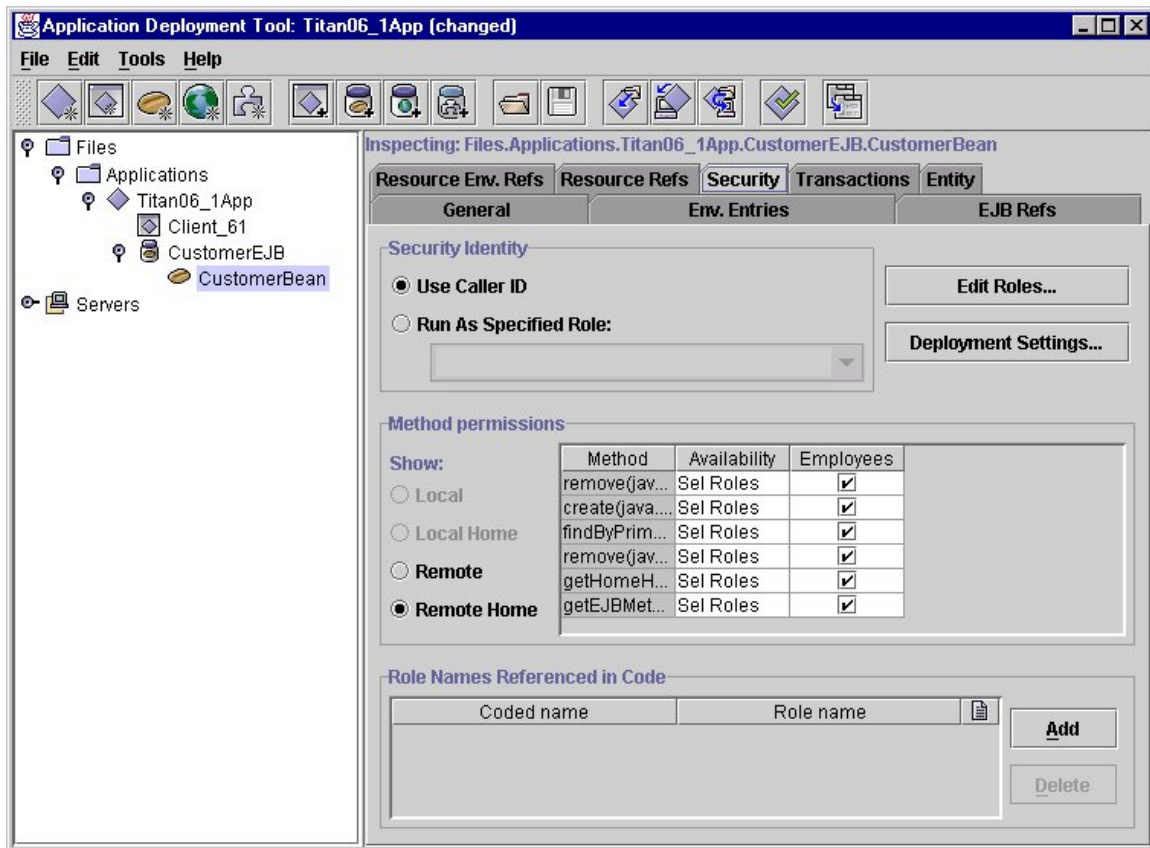 Application Deployment Tool: Titan06_1App (changed)
File Edit Tools Help
Files
Applications
Titan06_1App
Client_61
CustomerEJB
CustomerBean
Servers
Inspecting: Files.Applications.Titan06_1App.CustomerEJB.CustomerBean
Resource Env. Refs Resource Refs Security Transactions Entity
General Env. Entries EJB Refs
Security Identity
Use Caller ID
Run As Specified Role:
Edit Roles...
Deployment Settings...
Method permissions
Show:
Local
Local Home
Remote
Remote Home
Method Availability Employees
remove(jav... Sel Roles
create(java.... Sel Roles
findByPrim... Sel Roles
remove(jav... Sel Roles
getHomeH... Sel Roles
getEJBMet... Sel Roles
Role Names Referenced in Code
Coded name Role name
Add
Delete